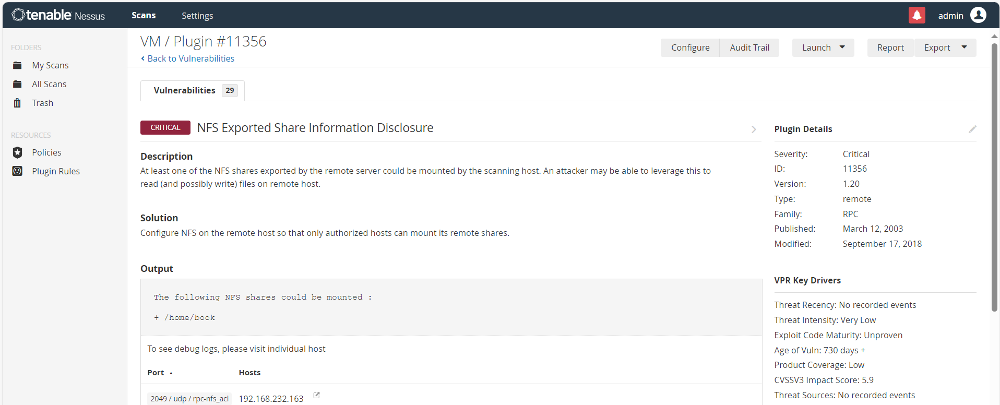 tenable Nessus
Scans
Settings
admin
FOLDERS
My Scans
All Scans
Trash
RESOURCES
Policies
Plugin Rules
VM / Plugin #11356
Back to Vulnerabilities
Configure
Audit Trail
Launch
Report
Export
Vulnerabilities 29
CRITICAL NFS Exported Share Information Disclosure
Description
At least one of the NFS shares exported by the remote server could be mounted by the scanning host. An attacker may be able to leverage this to
read (and possibly write) files on remote host.
Solution
Configure NFS on the remote host so that only authorized hosts can mount its remote shares.
Output
The following NFS shares could be mounted :
+ /home/book
To see debug logs, please visit individual host
Port Hosts
2049 / udp / rpc-nfs_acl 192.168.232.163
Plugin Details
Severity: Critical
ID: 11356
Version: 1.20
Type: remote
Family: RPC
Published: March 12, 2003
Modified: September 17, 2018
VPR Key Drivers
Threat Recency: No recorded events
Threat Intensity: Very Low
Exploit Code Maturity: Unproven
Age of Vuln: 730 days +
Product Coverage: Low
CVSSV3 Impact Score: 5.9
Threat Sources: No recorded events